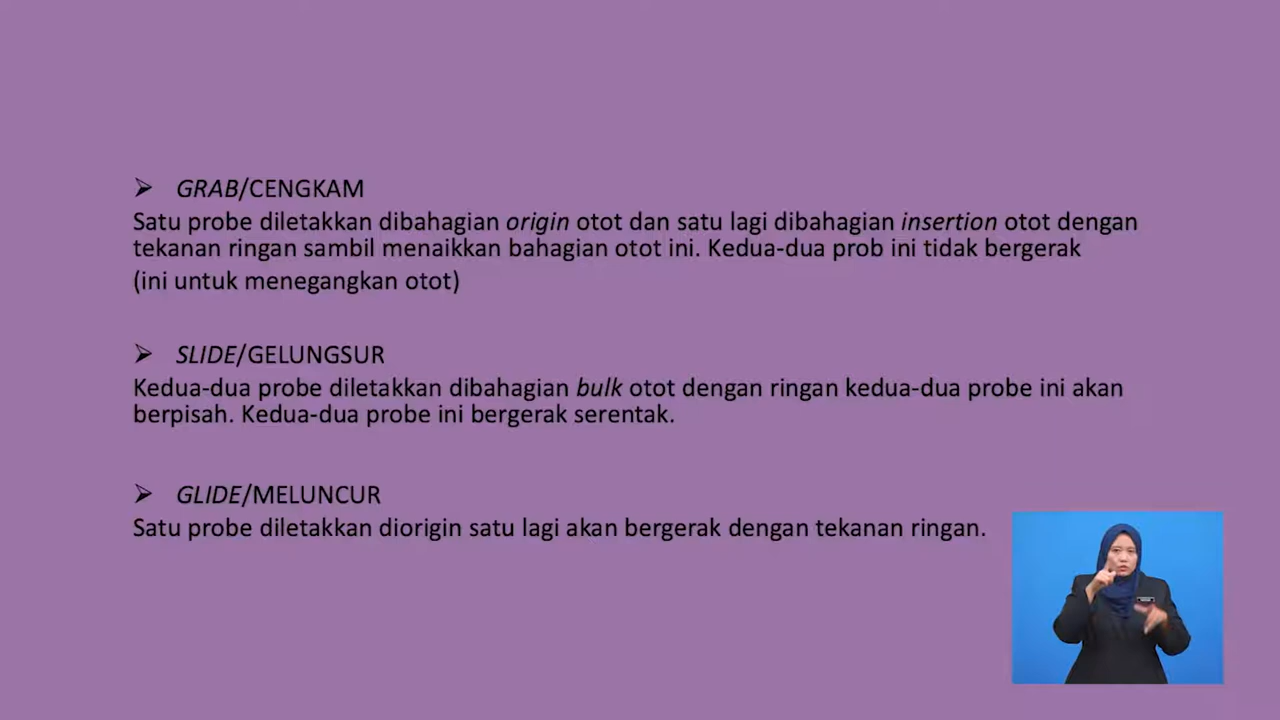 ➢ GRAB/CENGKAM
Satu probe diletakkan dibahagian origin otot dan satu lagi dibahagian insertion otot dengan
tekanan ringan sambil menaikkan bahagian otot ini. Kedua-dua prob ini tidak bergerak
(ini untuk menegangkan otot)
➢ SLIDE/GELUNGSUR
Kedua-dua probe diletakkan dibahagian bulk otot dengan ringan kedua-dua probe ini akan
berpisah. Kedua-dua probe ini bergerak serentak.
➢ GLIDE/MELUNCUR
Satu probe diletakkan diorigin satu lagi akan bergerak dengan tekanan ringan.